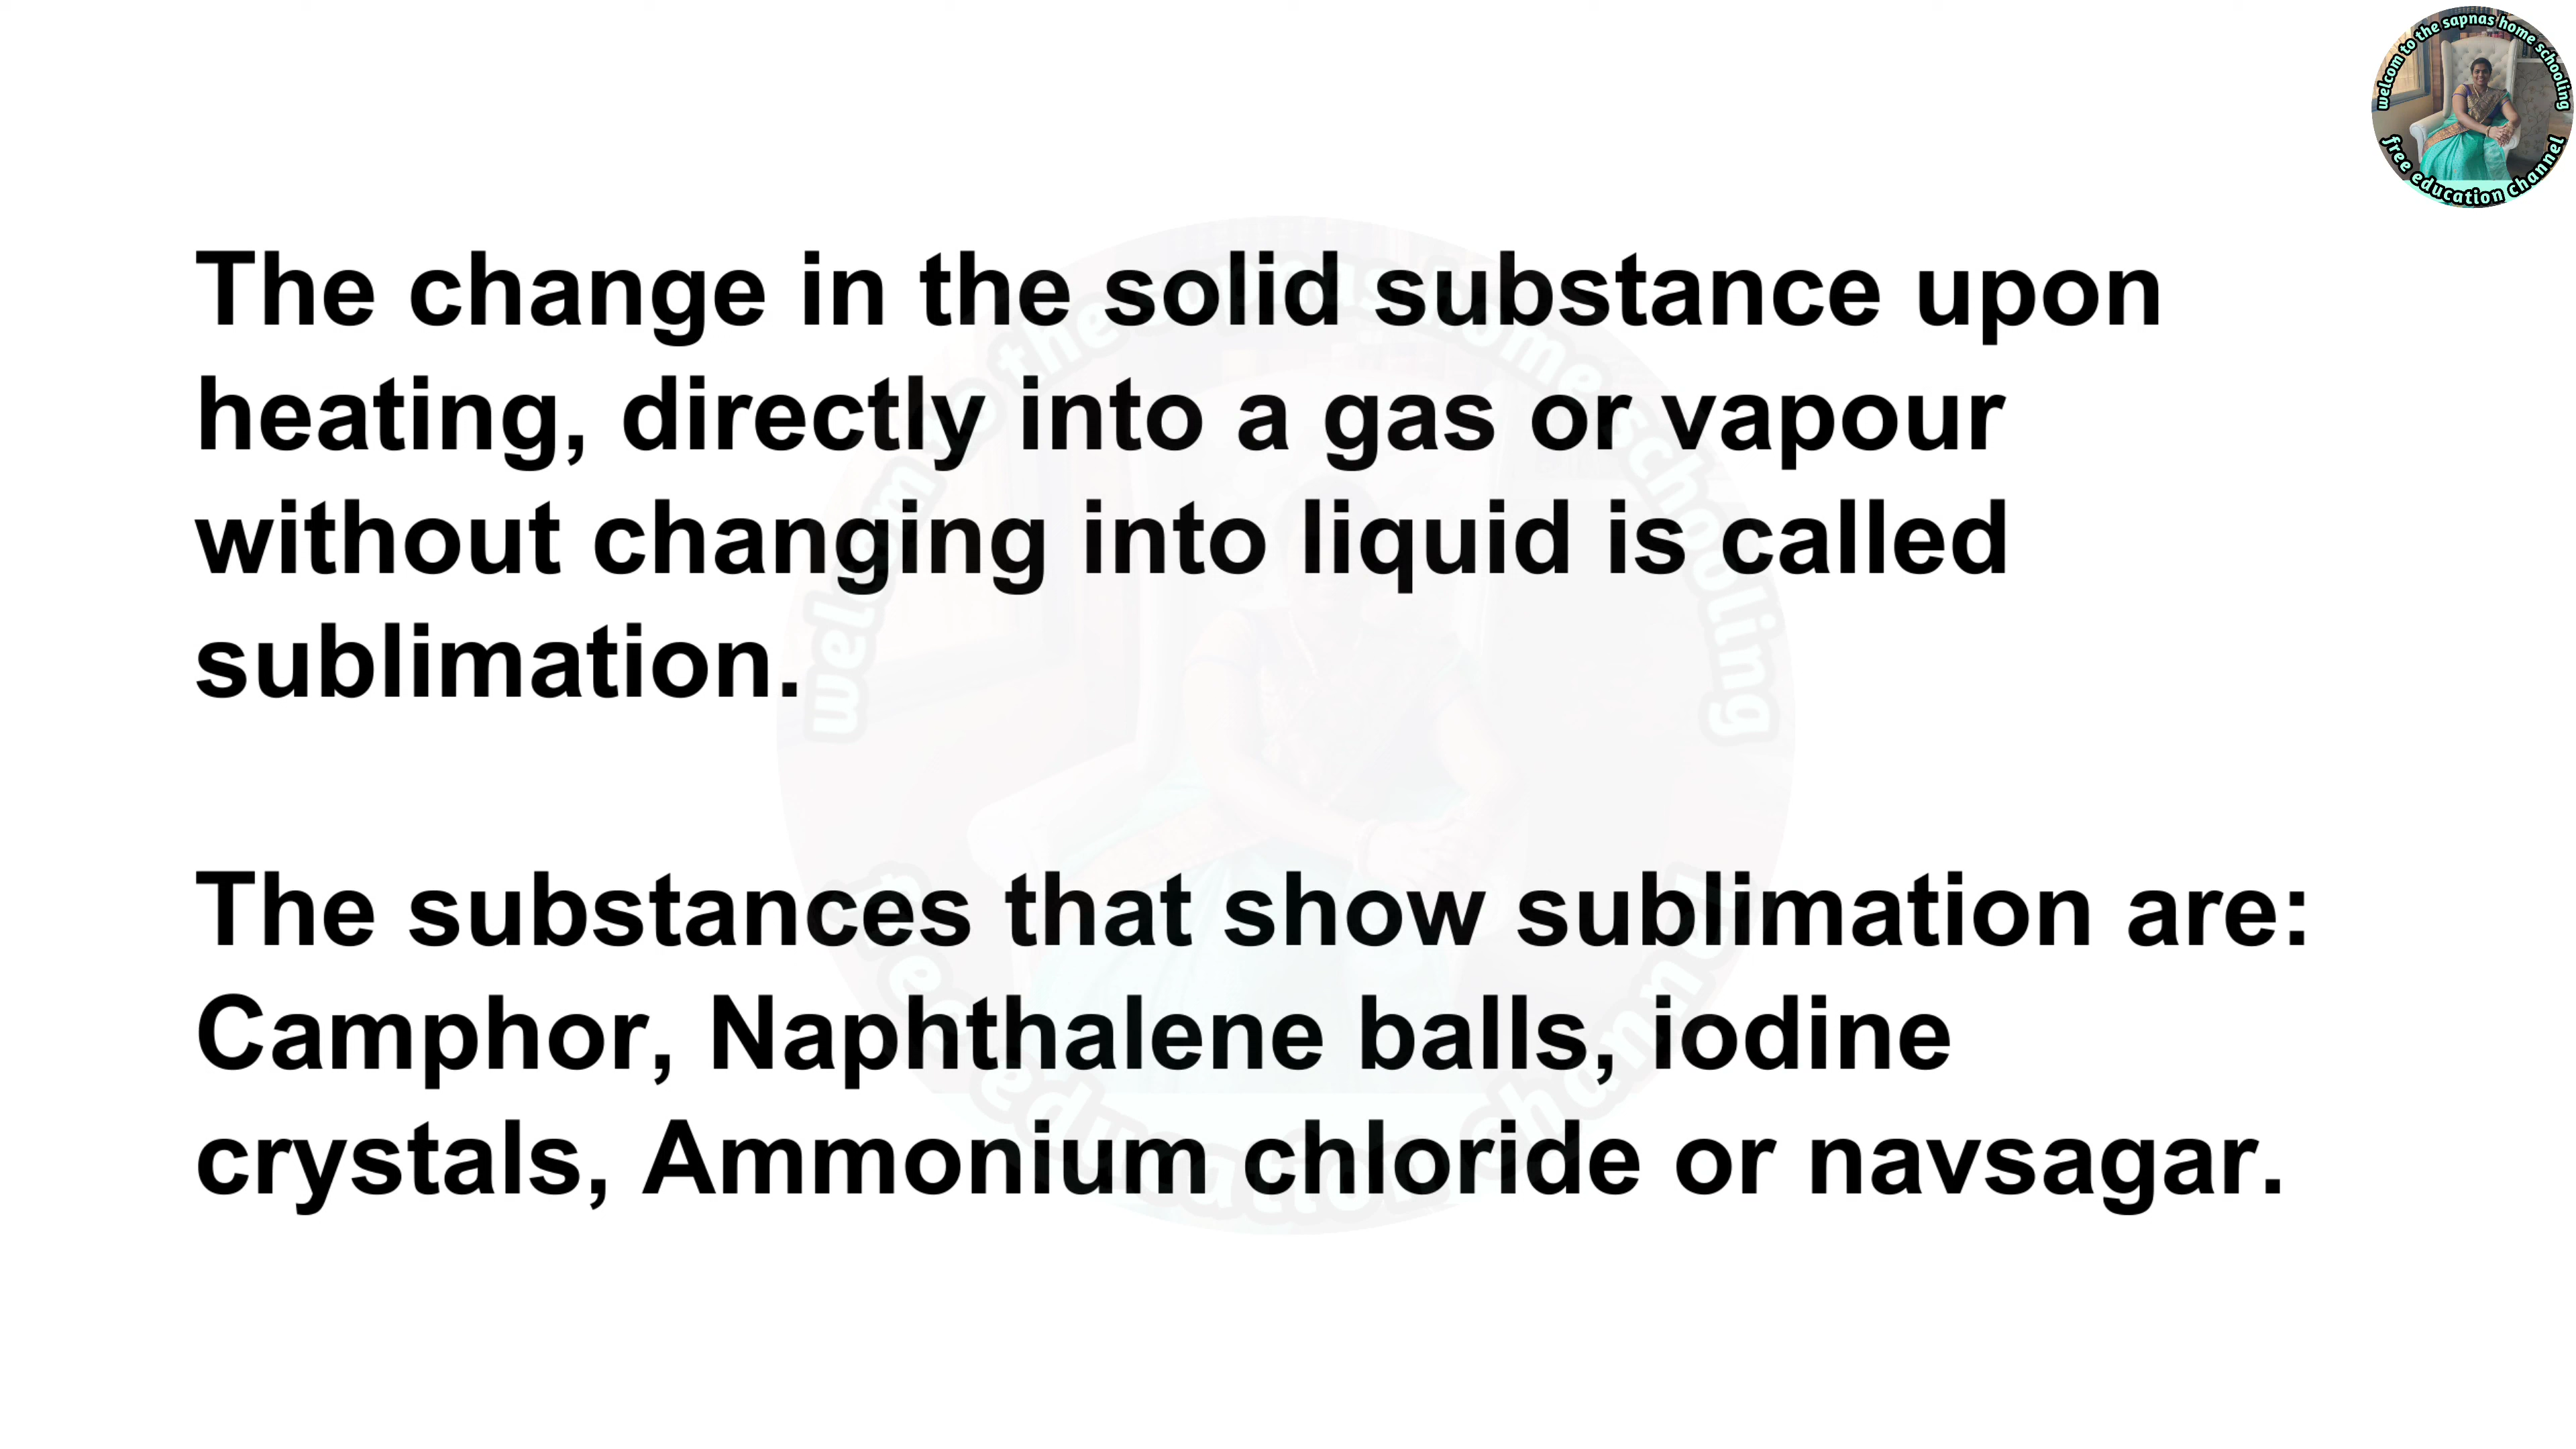 welcom to the sapnas home schooling
free education channel
The change in the solid substance upon
heating, directly into a gas or vapour
without changing into liquid is called
sublimation.
The substances that show sublimation are:
Camphor, Naphthalene balls, iodine
crystals, Ammonium chloride or navsagar.